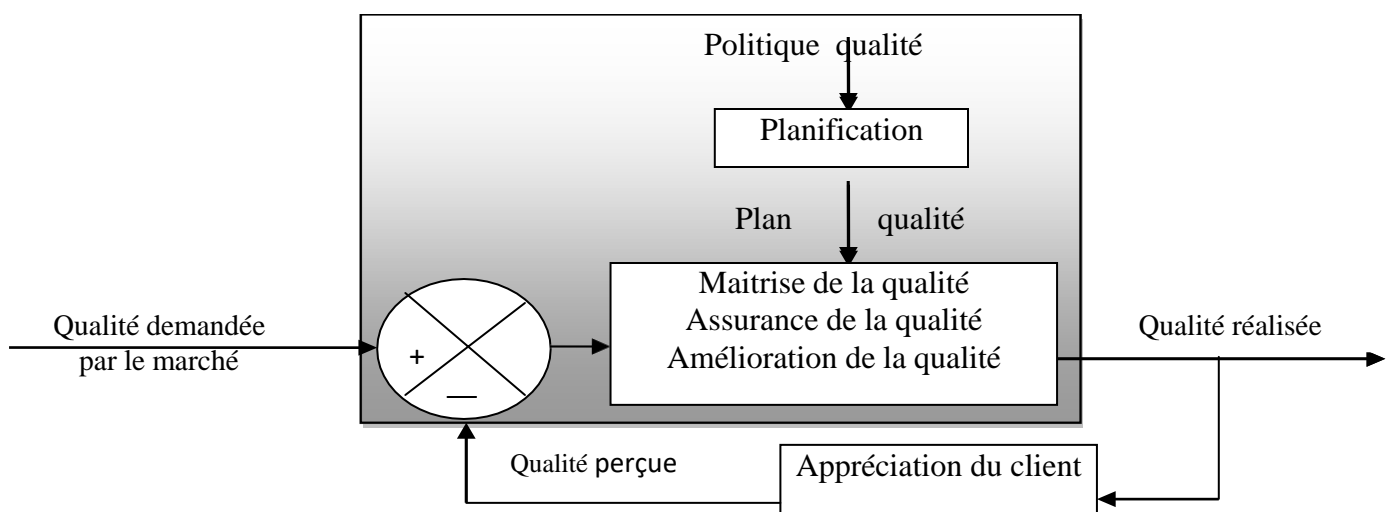 Politique qualité
Planification
Plan qualité
Maitrise de la qualité
Assurance de la qualité
Amélioration de la qualité
Qualité demandée
par le marché
+
—
Qualité réalisée
Qualité perçue
Appréciation du client